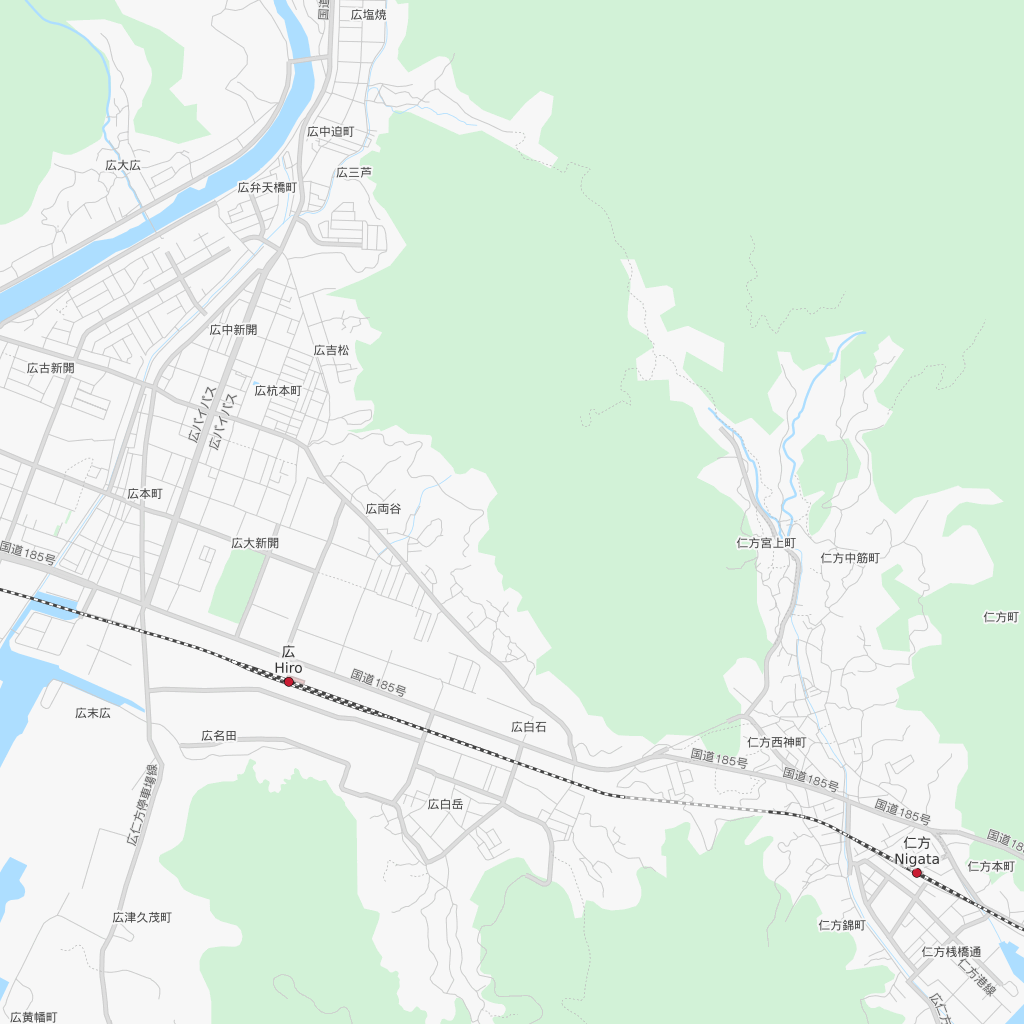 広塩焼
広中迫町
広大広
広三芦
広弁天橋町
広中新開
広吉松
広古新開
広杭本町
広バイパス
広バイパス
広本町
広両谷
広大新開
国道185号
仁方宮上町
仁方中筋町
仁方町
広
Hiro
国道185号
広末広
広名田
広白石
仁方西神町
国道185号
国道185号
国道185号
広仁方停車場線
広白岳
仁方
Nigata
仁方本町
広津久茂町
仁方錦町
仁方桟橋通
仁方港線
広黄幡町